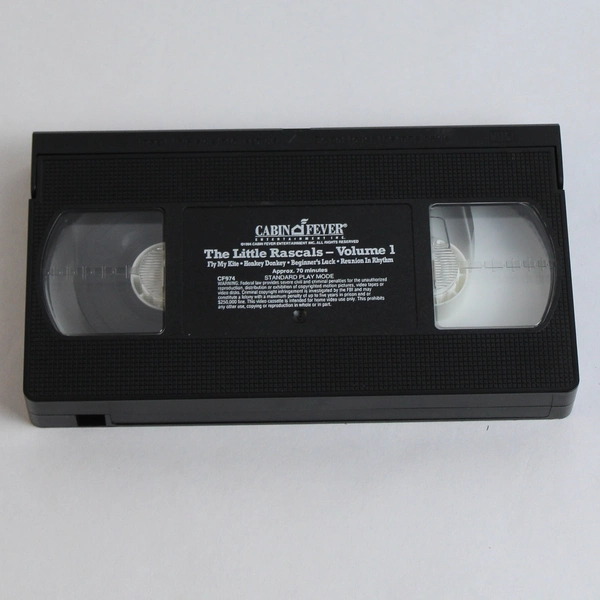 CABIN FEVER®
ENTERTAINMENT INC.
©1994 CABIN FEVER ENTERTAINMENT INC. ALL RIGHTS RESERVED
The Little Rascals – Volume 1
Fly My Kite • Honkey Donkey • Beginner's Luck • Reunion In Rhythm
Approx. 70 minutes
CF974 STANDARD PLAY MODE
WARNING: Federal law provides severe civil and criminal penalties for the unauthorized
reproduction, distribution or exhibition of copyrighted motion pictures, video tapes or
video disks. Criminal copyright infringement is investigated by the FBI and may
constitute a felony with a maximum penalty of up to five years in prison and or
$250,000 fine. This video cassette is intended for home video use only. This prohibits
any other use, copying or reproduction in whole or in part.